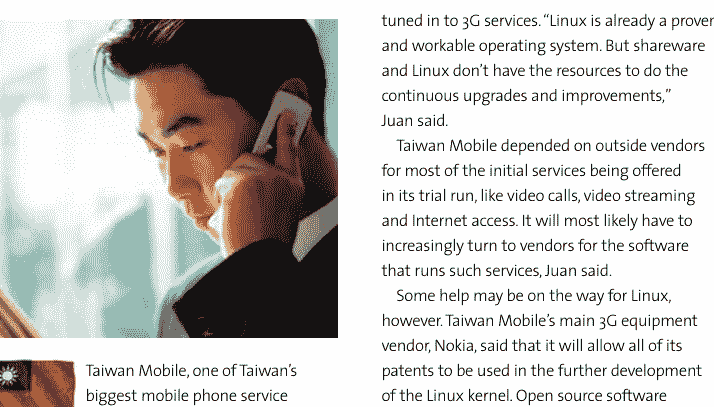 Taiwan Mobile, one of Taiwan's
biggest mobile phone service
tuned in to 3G services. “Linux is already a proven
and workable operating system. But shareware
and Linux don't have the resources to do the
continuous upgrades and improvements,”
Juan said.
Taiwan Mobile depended on outside vendors
for most of the initial services being offered
in its trial run, like video calls, video streaming
and Internet access. It will most likely have to
increasingly turn to vendors for the software
that runs such services, Juan said.
Some help may be on the way for Linux,
however. Taiwan Mobile's main 3G equipment
vendor, Nokia, said that it will allow all of its
patents to be used in the further development
of the Linux kernel. Open source software